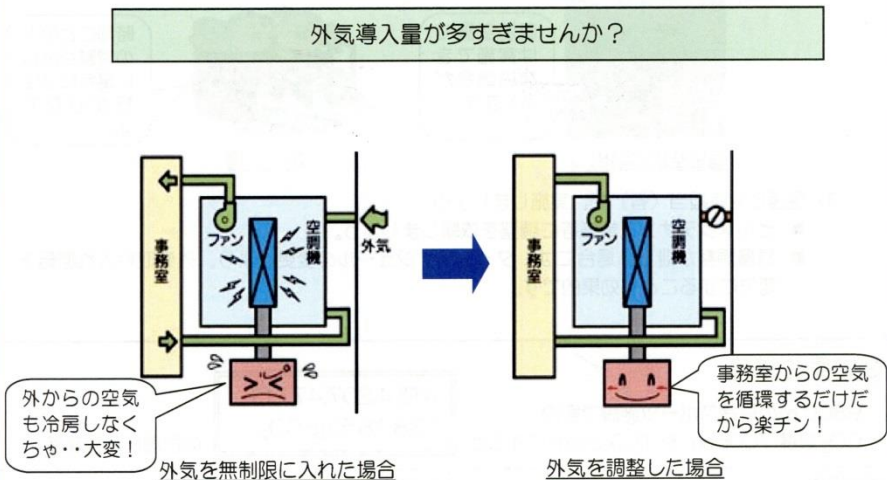 外気導入量が多すぎませんか？
事務室
ファン
空調機
外気
外からの空気
も冷房しなく
ちゃ・・大変！
外気を無制限に入れた場合
事務室
ファン
空調機
事務室からの空気
を循環するだけだ
から楽チン！
外気を調整した場合